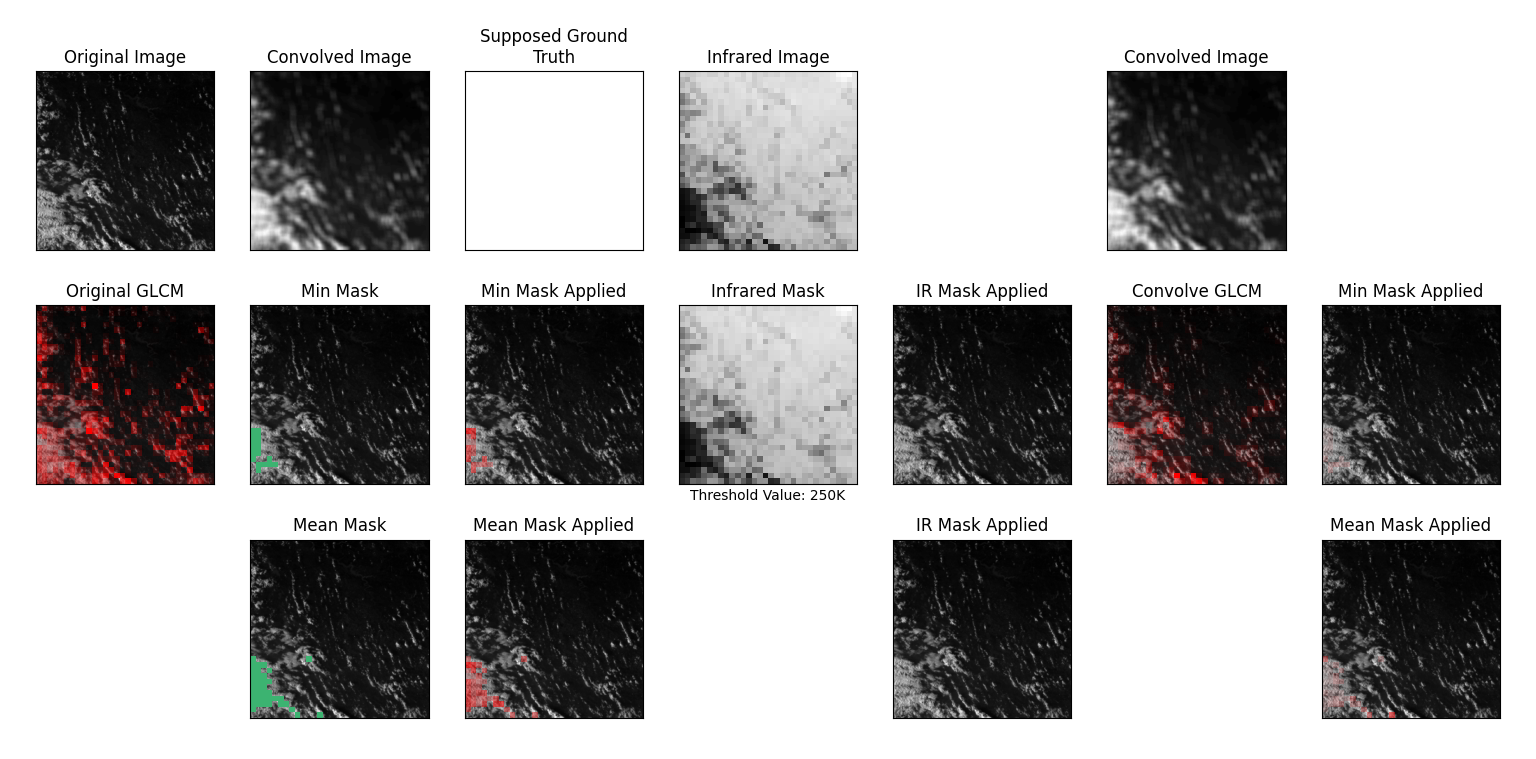 Original Image
Convolved Image
Supposed Ground
Truth
Infrared Image
Convolved Image
Original GLCM
Min Mask
Min Mask Applied
Infrared Mask
IR Mask Applied
Convolve GLCM
Min Mask Applied
Threshold Value: 250K
Mean Mask
Mean Mask Applied
IR Mask Applied
Mean Mask Applied